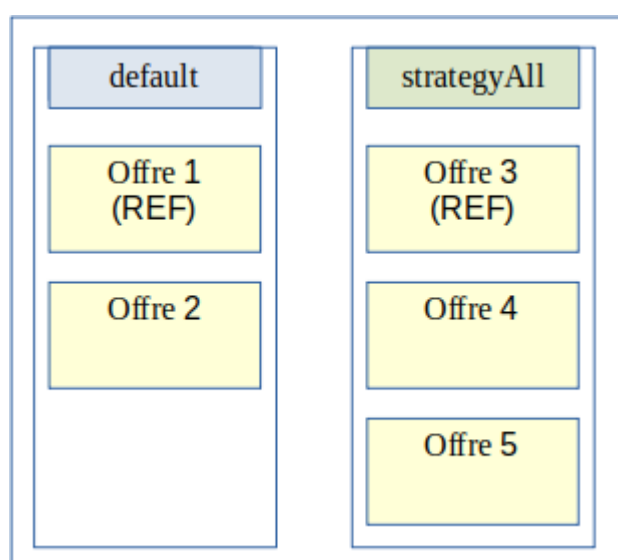 default
Offre 1
(REF)
Offre 2
strategyAll
Offre 3
(REF)
Offre 4
Offre 5